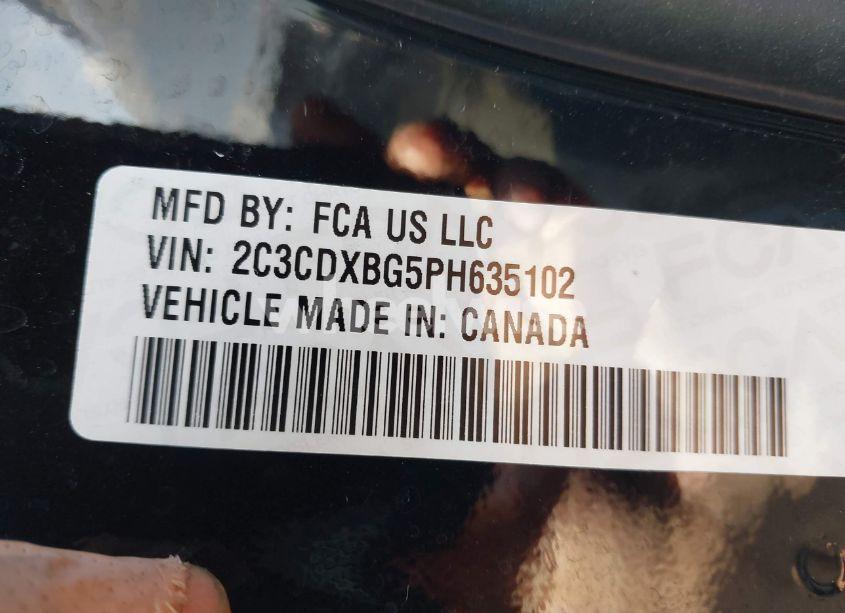 MFD BY: FCA US LLC
VIN: 2C3CDXBG5PH635102
VEHICLE MADE IN: CANADA